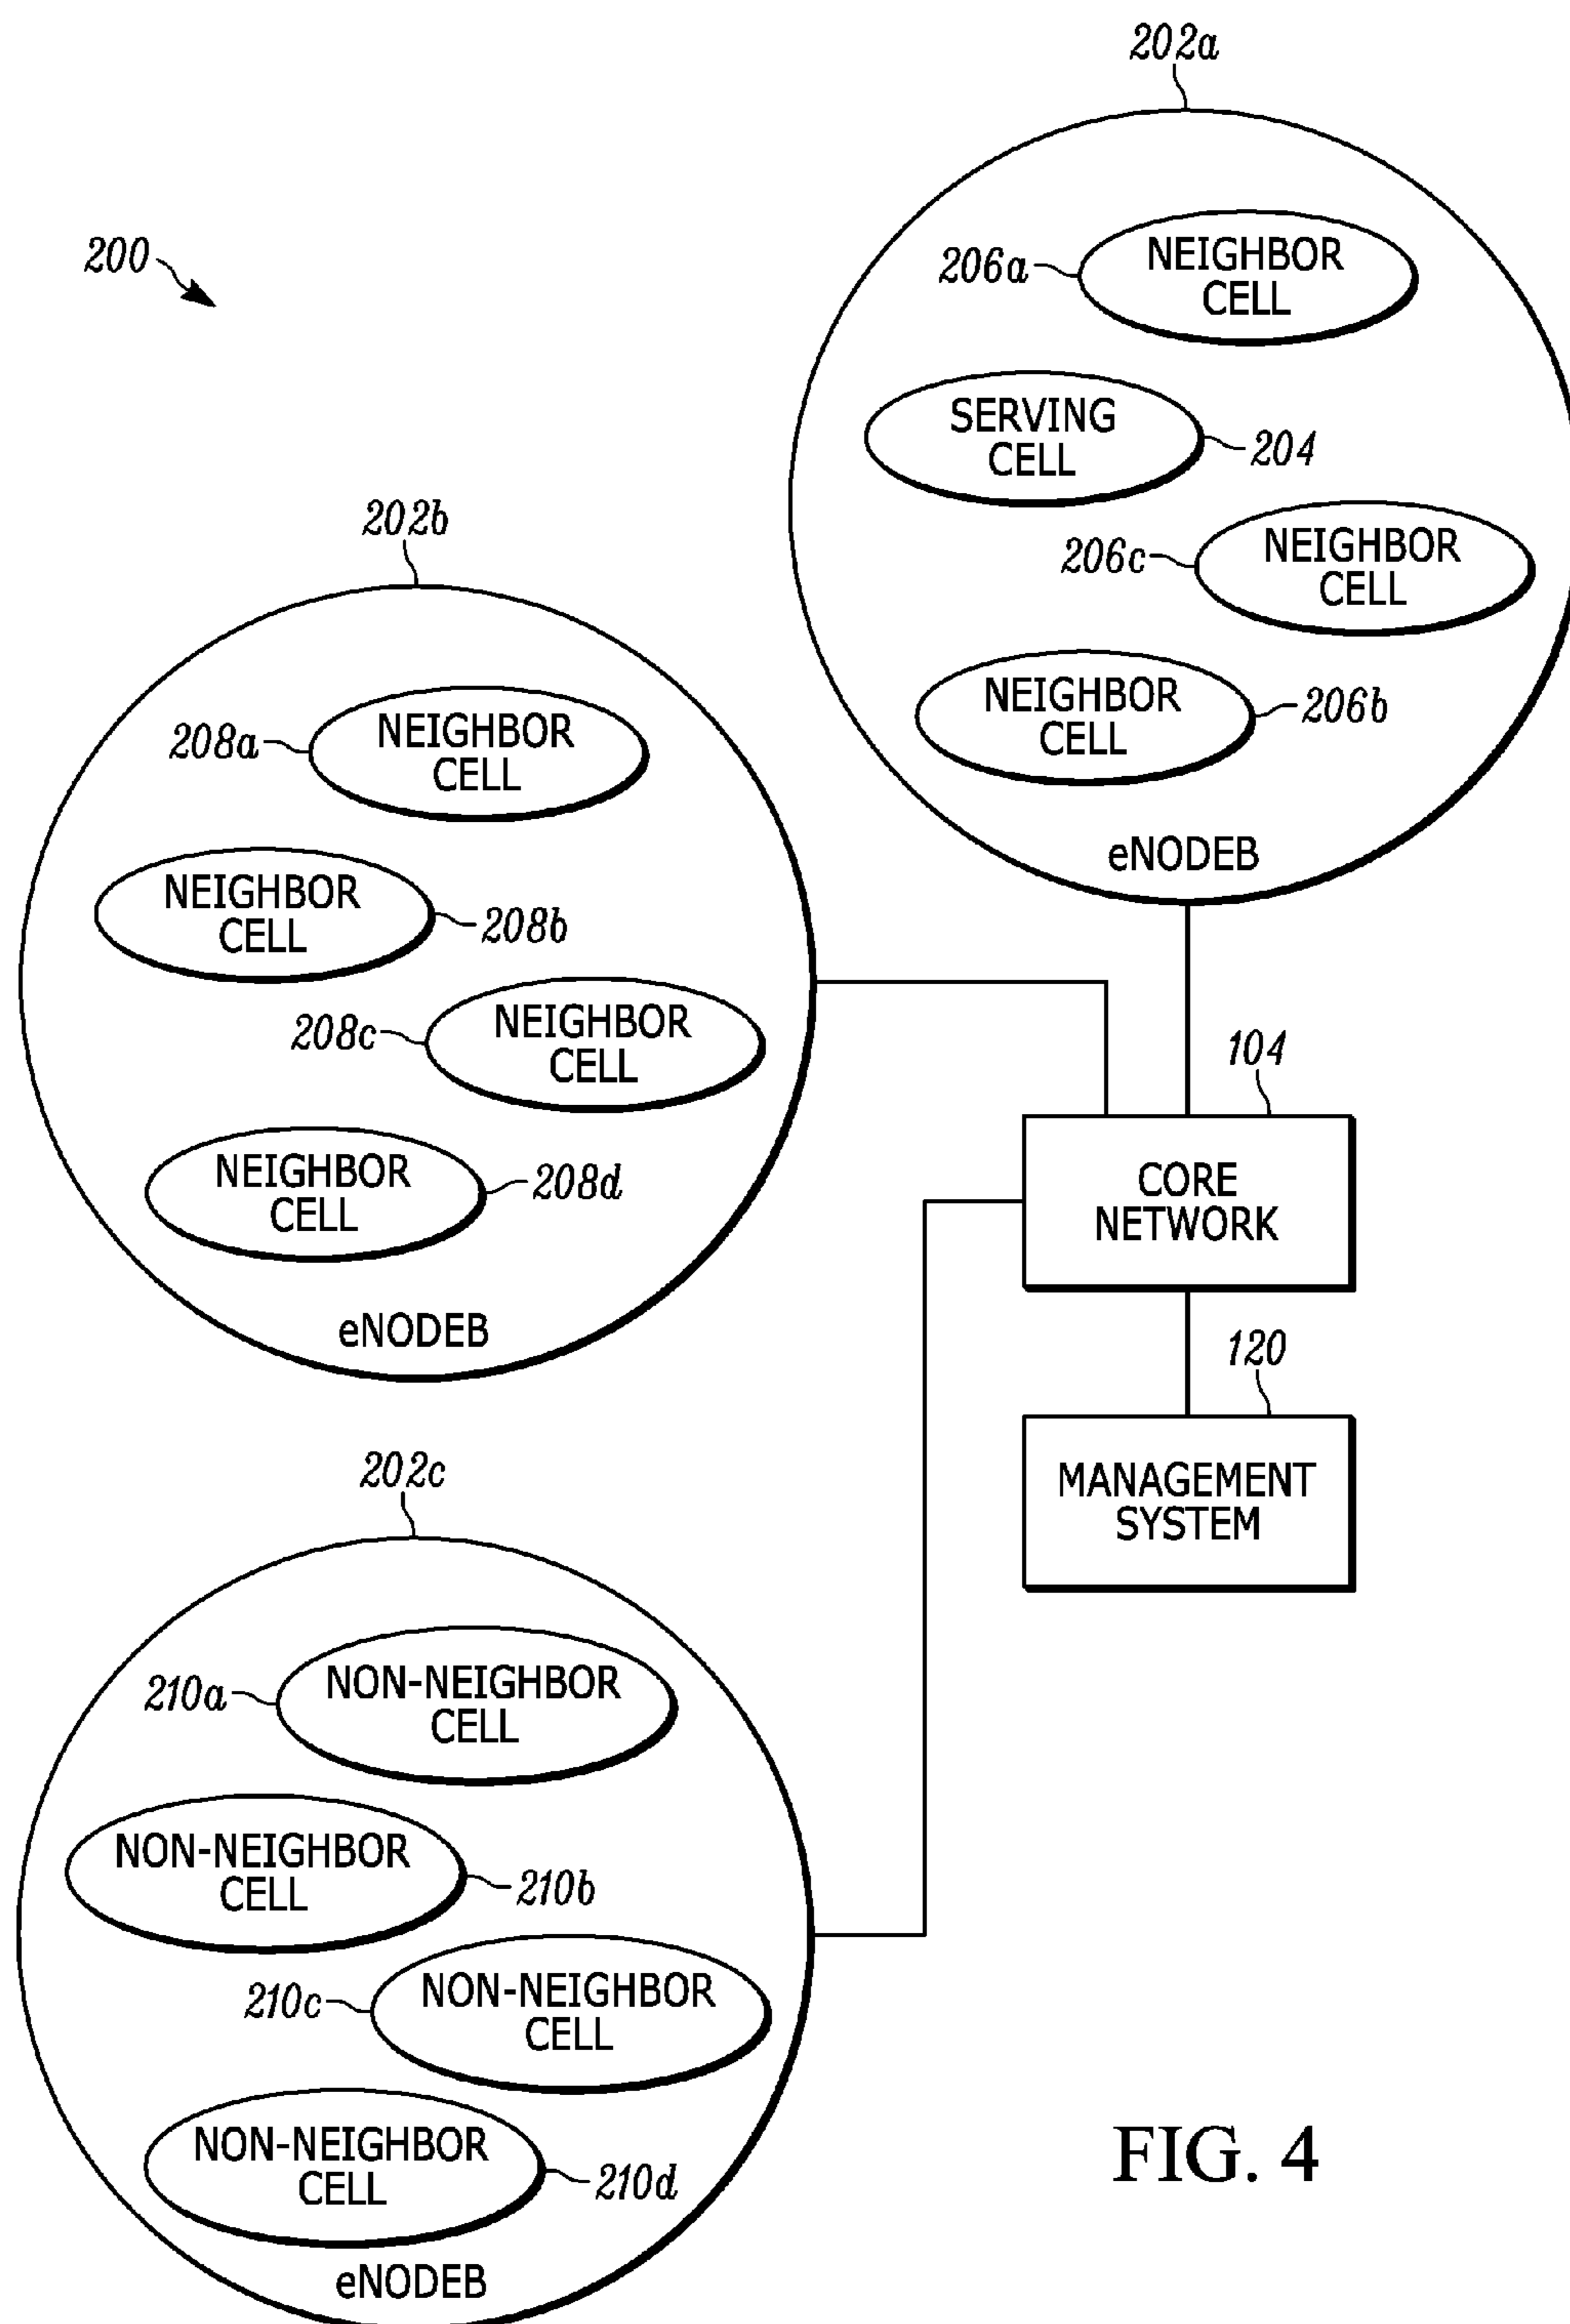 202a
200
206a
NEIGHBOR
CELL
SERVING
CELL
204
202b
206c
NEIGHBOR
CELL
NEIGHBOR
CELL
206b
208a
NEIGHBOR
CELL
eNODEB
NEIGHBOR
CELL
208b
208c
NEIGHBOR
CELL
104
NEIGHBOR
CELL
208d
CORE
NETWORK
eNODEB
120
202c
MANAGEMENT
SYSTEM
210a
NON-NEIGHBOR
CELL
NON-NEIGHBOR
CELL
210b
210c
NON-NEIGHBOR
CELL
NON-NEIGHBOR
CELL
210d
eNODEB
FIG. 4